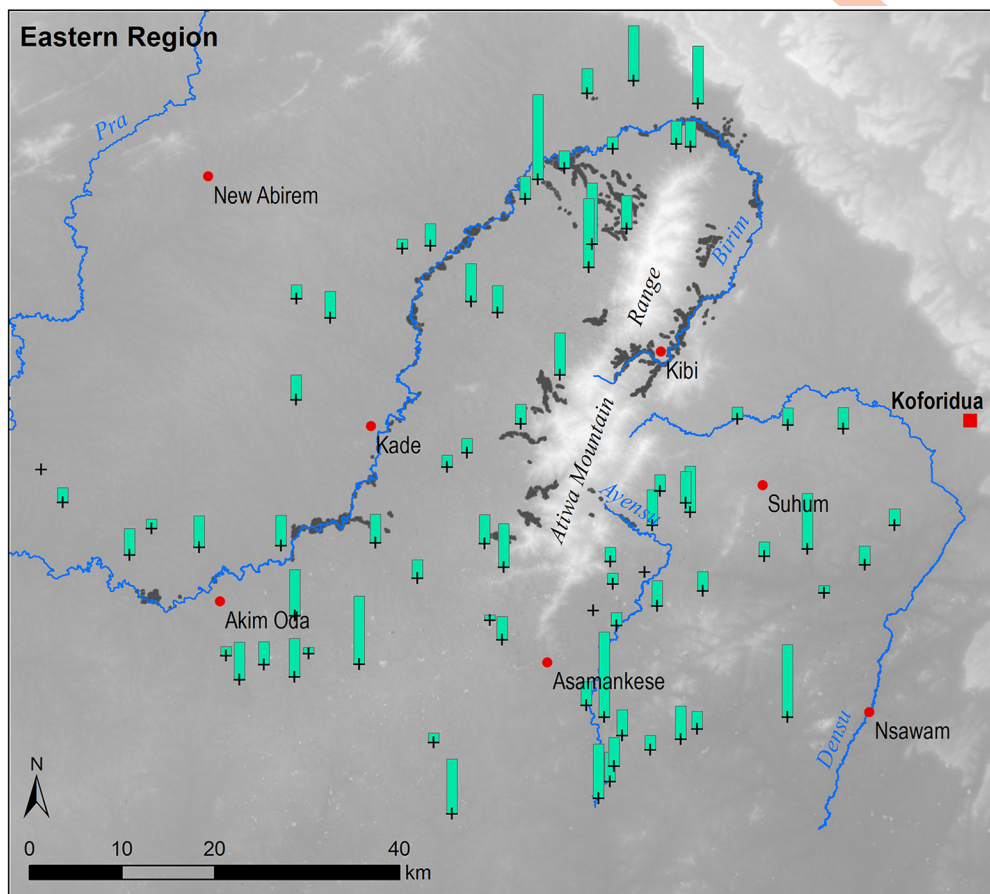 Eastern Region
Pra
New Abirem
Birim
Range
Kibi
Koforidua
Kade
Atiwa Mountain
Suhum
Ayensu
Akim Oda
Asamankese
Nsawam
Densu
N
0 10 20 40
km